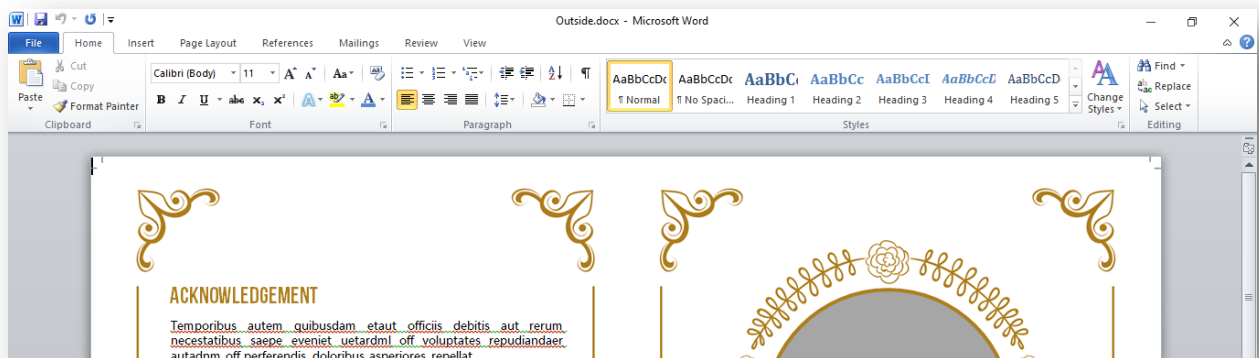 Outside.docx - Microsoft Word
File Home Insert Page Layout References Mailings Review View
Paste
Cut
Copy
Format Painter
Clipboard
Calibri (Body) 11
Font
Paragraph
AaBbCcDc AaBbCcDc AaBbC AaBbCc AaBbCcI AaBbCcD AaBbCcD
¶ Normal ¶ No Spaci... Heading 1 Heading 2 Heading 3 Heading 4 Heading 5
Styles
Change Styles
Find
Replace
Select
Editing
ACKNOWLEDGEMENT
Temporibus autem quibusdam etaut officiis debitis aut rerum
necestatibus saepe eveniet uetardml off voluptates repudiandaer
autadnm off perferendis doloribus asperiores repellat